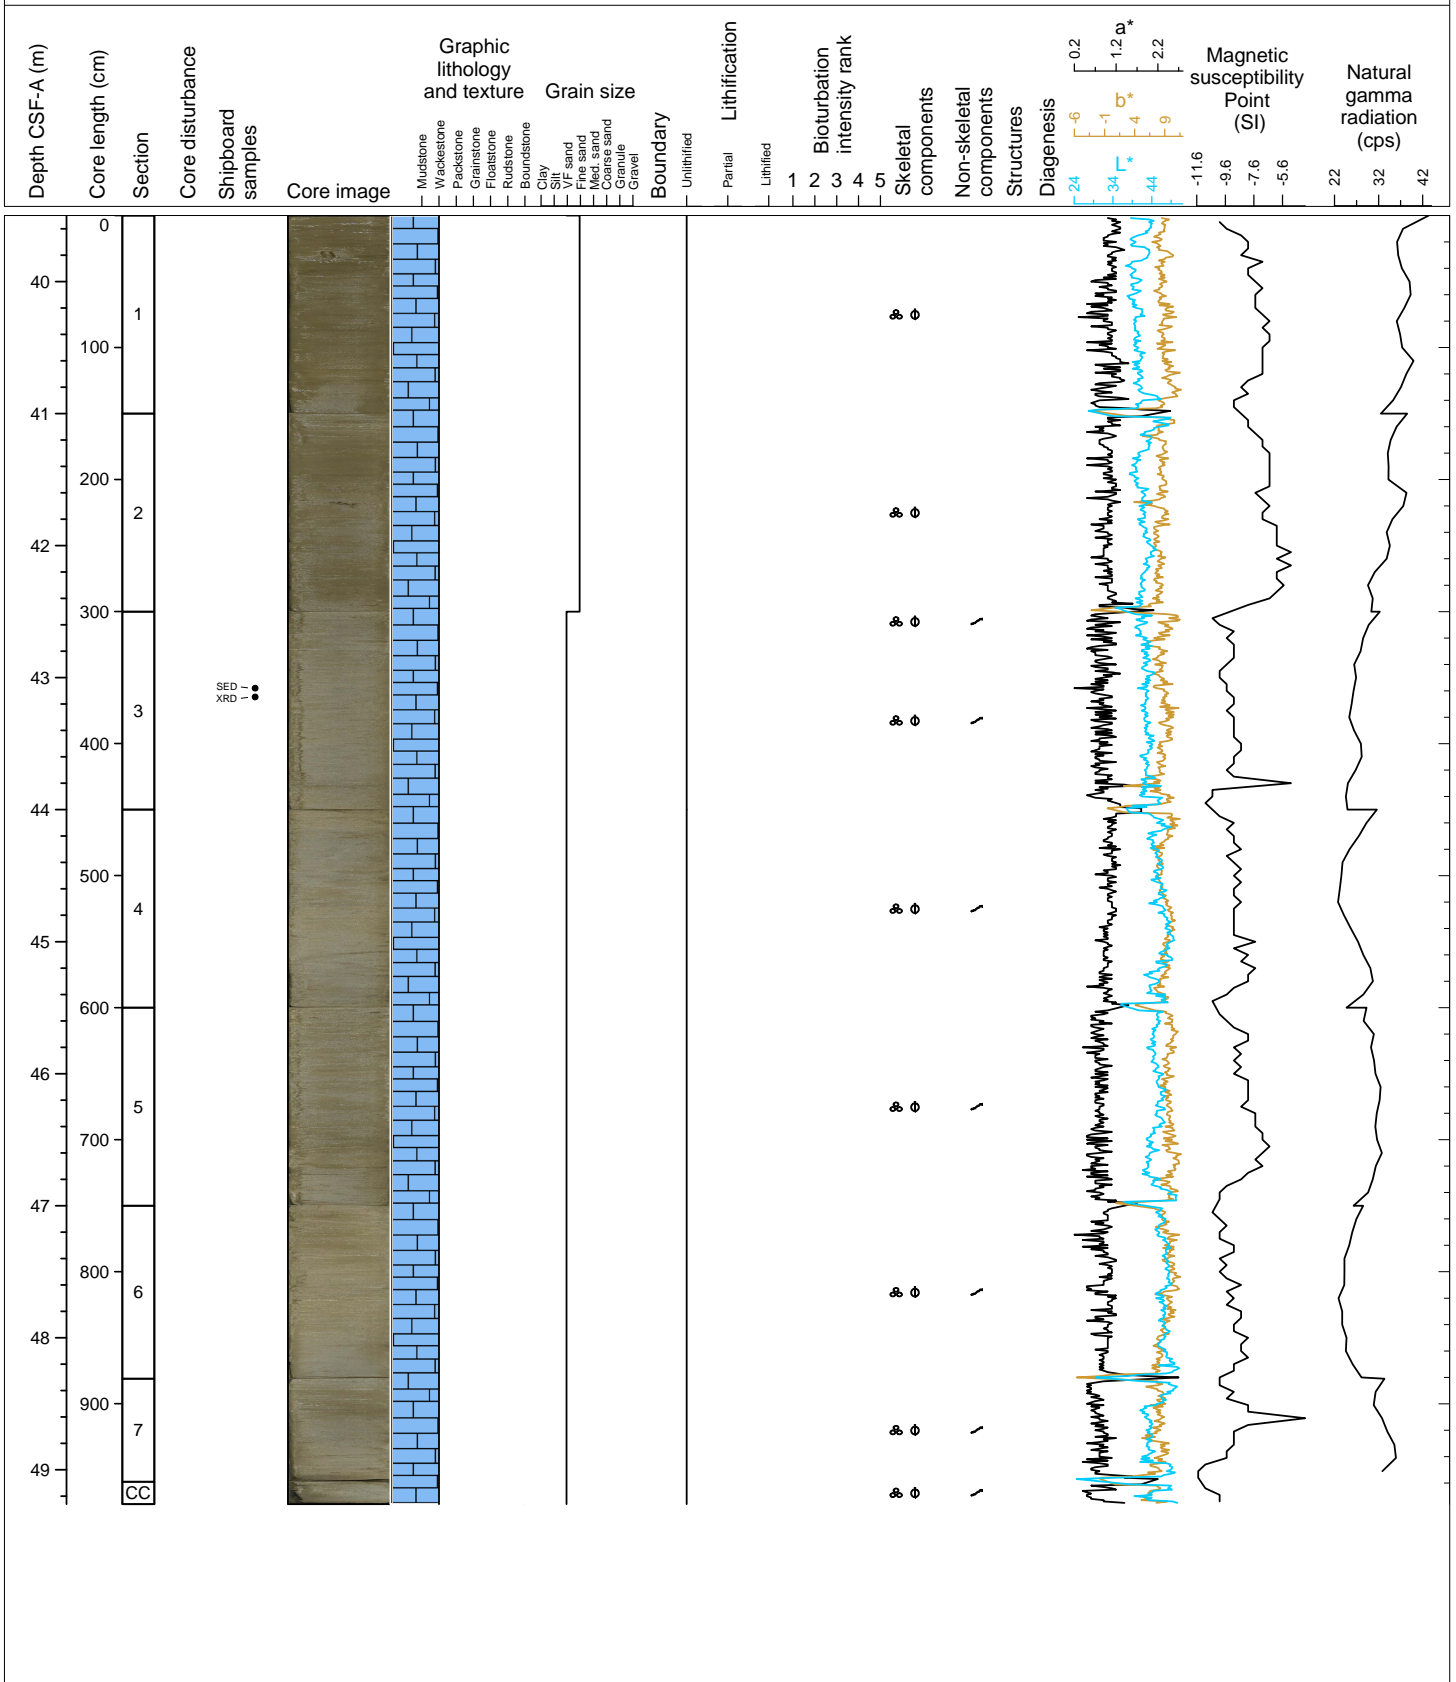 Depth CSF-A (m)
Core length (cm)
Section
Core disturbance
Shipboard
samples
Core image
Graphic
lithology
and texture
Mudstone
Wackestone
Packstone
Grainstone
Floatstone
Rudstone
Boundstone
Grain size
Clay
Silt
VF sand
Fine sand
Med. sand
Coarse sand
Granule
Gravel
Boundary
Lithification
Unlithified
Partial
Lithified
Bioturbation
intensity rank
1 2 3 4 5
Skeletal
components
Non-skeletal
components
Structures
Diagenesis
a*
0.2 1.2 2.2
b*
-6 -1 4 9
L*
24 34 44
Magnetic
susceptibility
Point
(SI)
-11.6 -9.6 -7.6 -5.6
Natural
gamma
radiation
(cps)
22 32 42
0
40
1
100
41
200
2
42
300
43
SED
XRD
3
400
44
500
4
45
600
46
5
700
47
800
6
48
900
7
49
CC